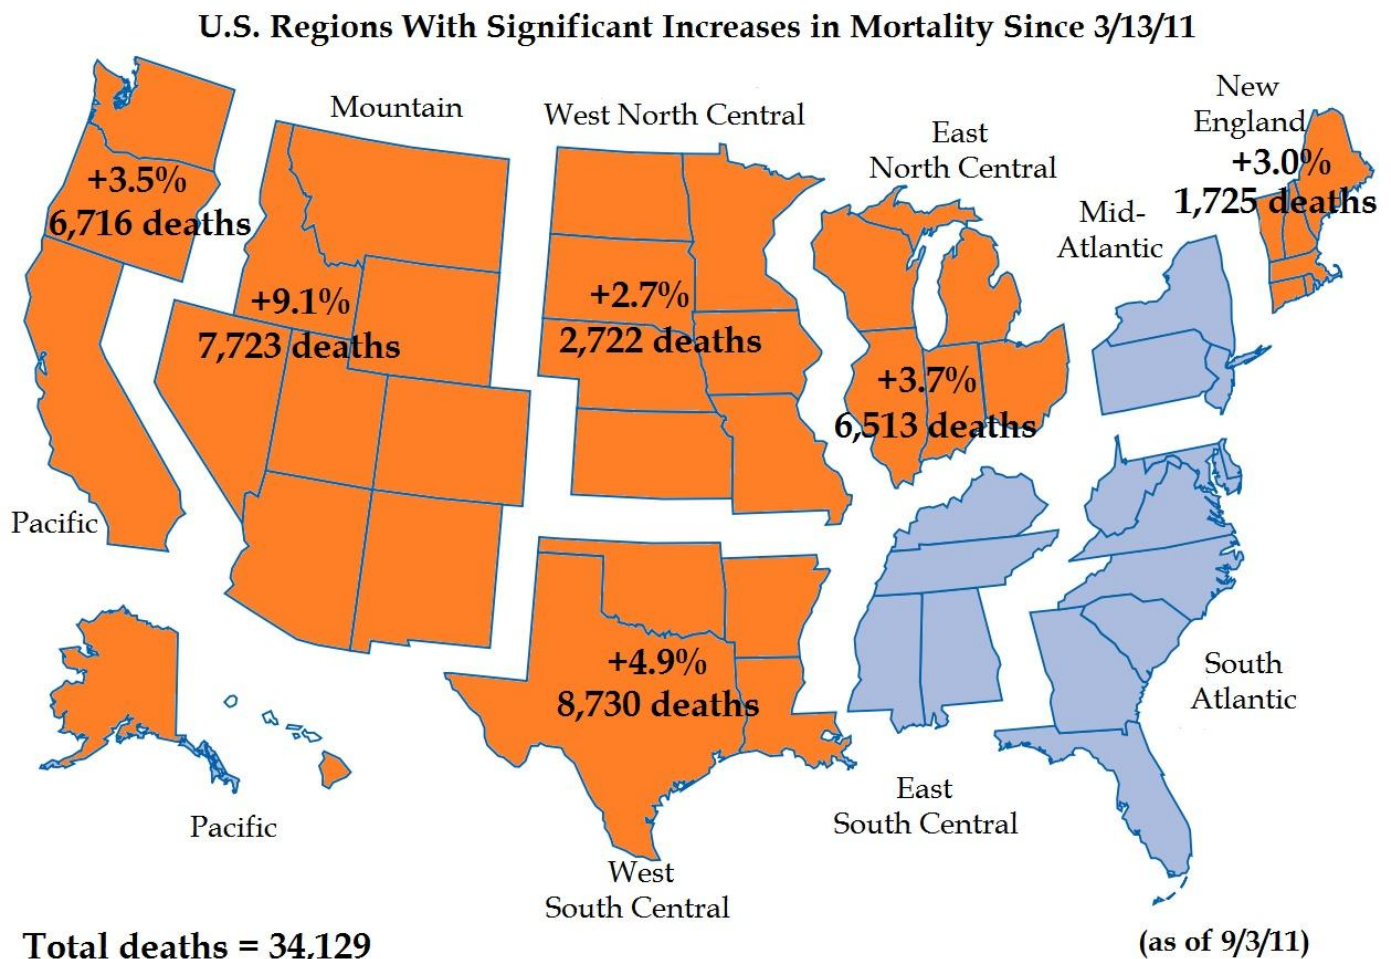 U.S. Regions With Significant Increases in Mortality Since 3/13/11
Mountain
West North Central
East
North Central
New
England
+3.0%
1,725 deaths
Mid-
Atlantic
+3.5%
6,716 deaths
+9.1%
7,723 deaths
+2.7%
2,722 deaths
+3.7%
6,513 deaths
Pacific
+4.9%
8,730 deaths
South
Atlantic
Pacific
East
South Central
West
South Central
Total deaths = 34,129
(as of 9/3/11)